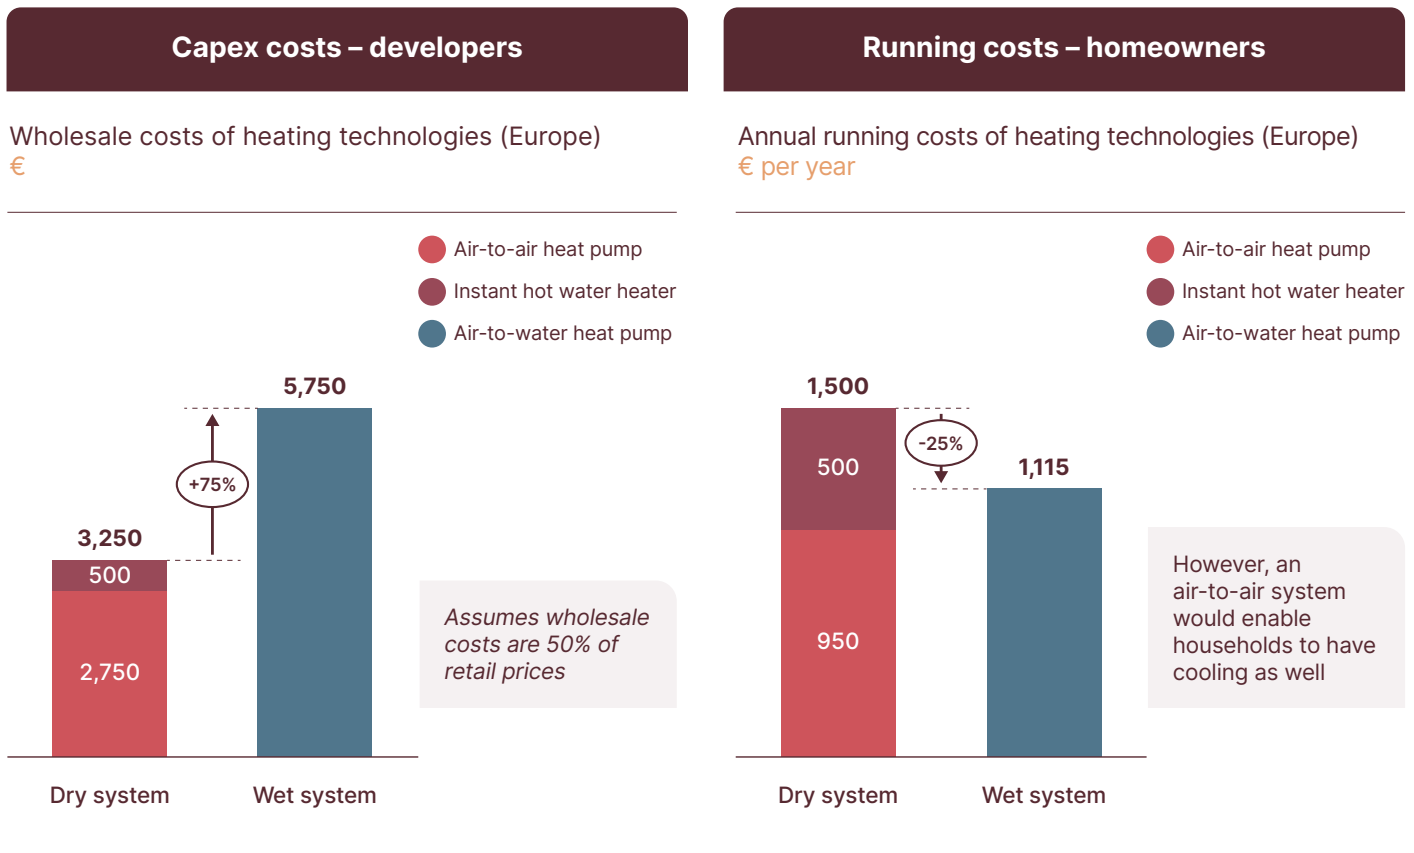 Capex costs – developers
Wholesale costs of heating technologies (Europe)
€
Air-to-air heat pump
Instant hot water heater
Air-to-water heat pump
5,750
+75%
3,250
500
2,750
Assumes wholesale
costs are 50% of
retail prices
Dry system
Wet system
Running costs – homeowners
Annual running costs of heating technologies (Europe)
€ per year
Air-to-air heat pump
Instant hot water heater
Air-to-water heat pump
1,500
-25%
500
1,115
950
However, an
air-to-air system
would enable
households to have
cooling as well
Dry system
Wet system